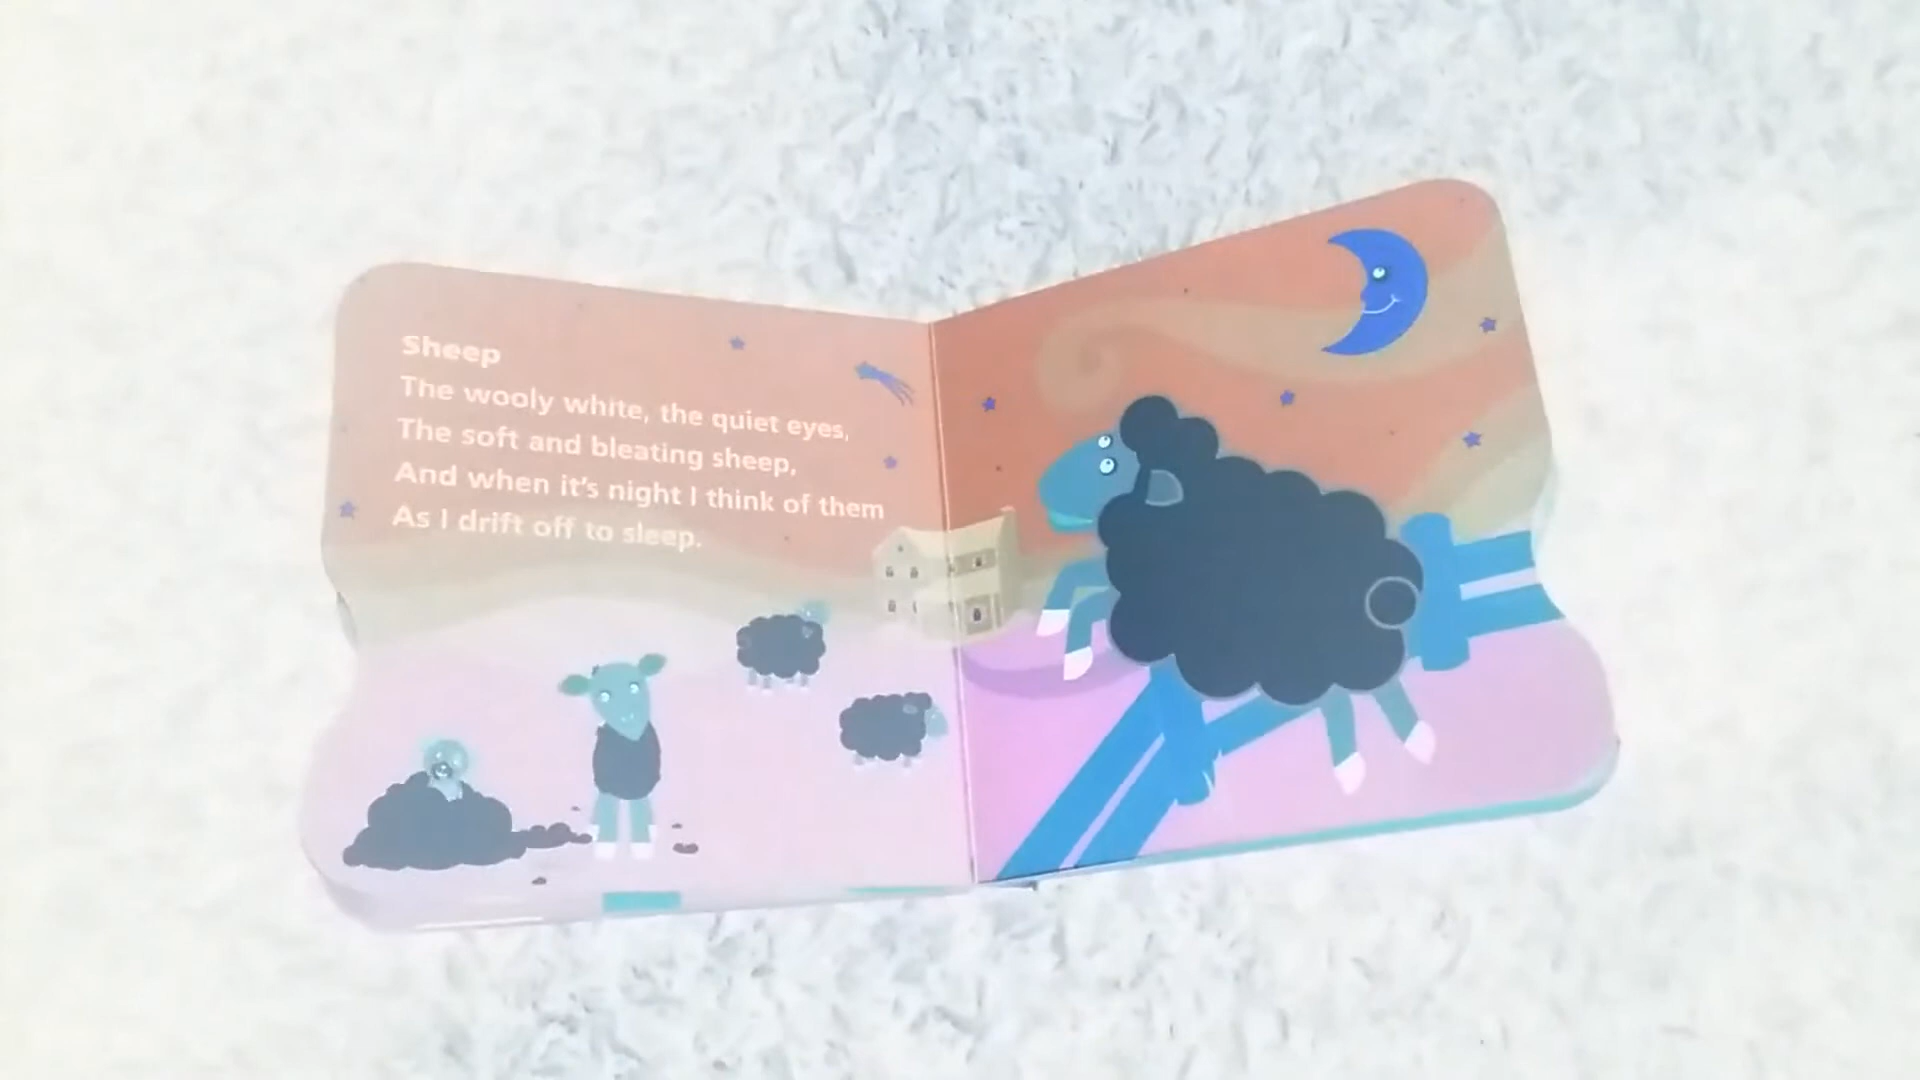 Sheep
The wooly white, the quiet eyes,
The soft and bleating sheep,
And when it's night I think of them
As I drift off to sleep.